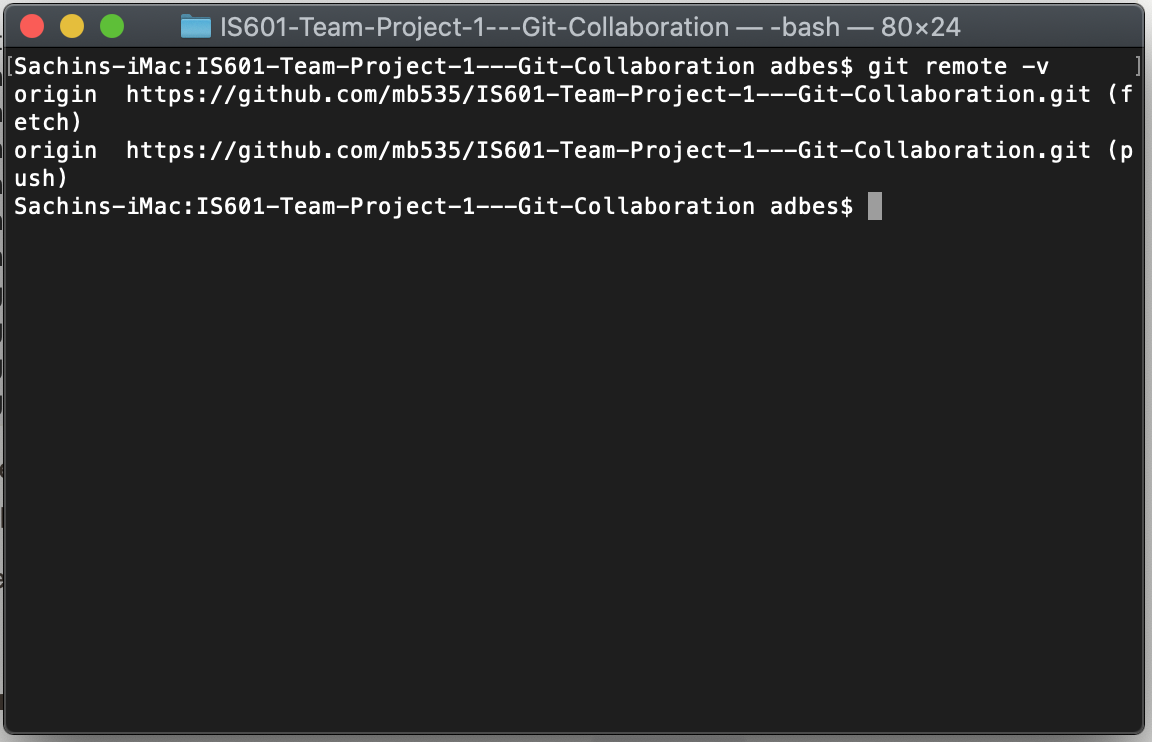 IS601-Team-Project-1---Git-Collaboration — -bash — 80×24
[Sachins-iMac:IS601-Team-Project-1---Git-Collaboration adbes$ git remote -v ]
origin  https://github.com/mb535/IS601-Team-Project-1---Git-Collaboration.git (f
etch)
origin  https://github.com/mb535/IS601-Team-Project-1---Git-Collaboration.git (p
ush)
Sachins-iMac:IS601-Team-Project-1---Git-Collaboration adbes$